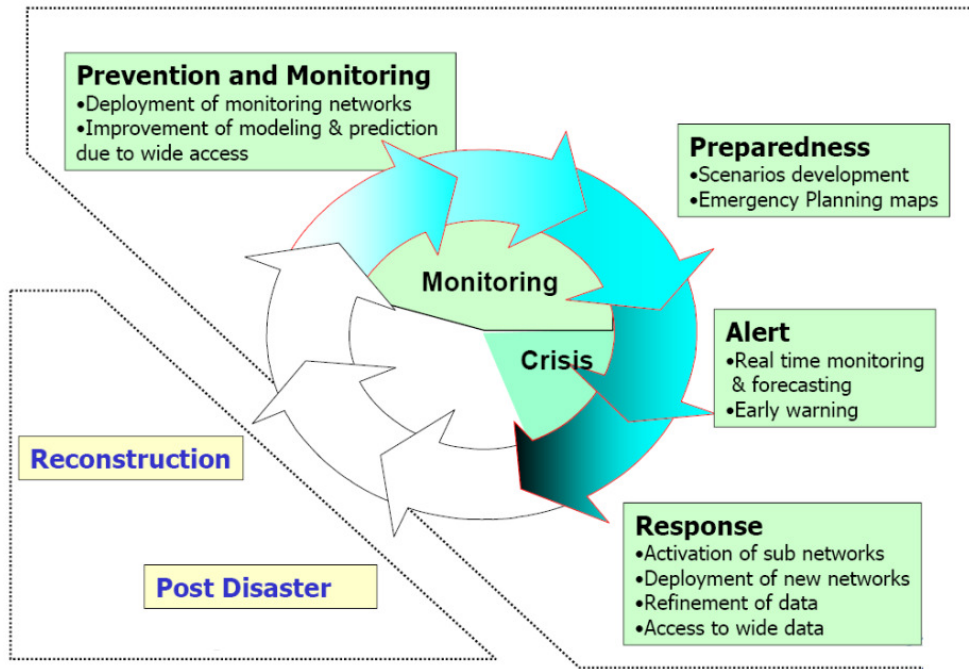 Prevention and Monitoring
•Deployment of monitoring networks
•Improvement of modeling & prediction
due to wide access
Preparedness
•Scenarios development
•Emergency Planning maps
Monitoring
Crisis
Alert
•Real time monitoring
& forecasting
•Early warning
Reconstruction
Post Disaster
Response
•Activation of sub networks
•Deployment of new networks
•Refinement of data
•Access to wide data